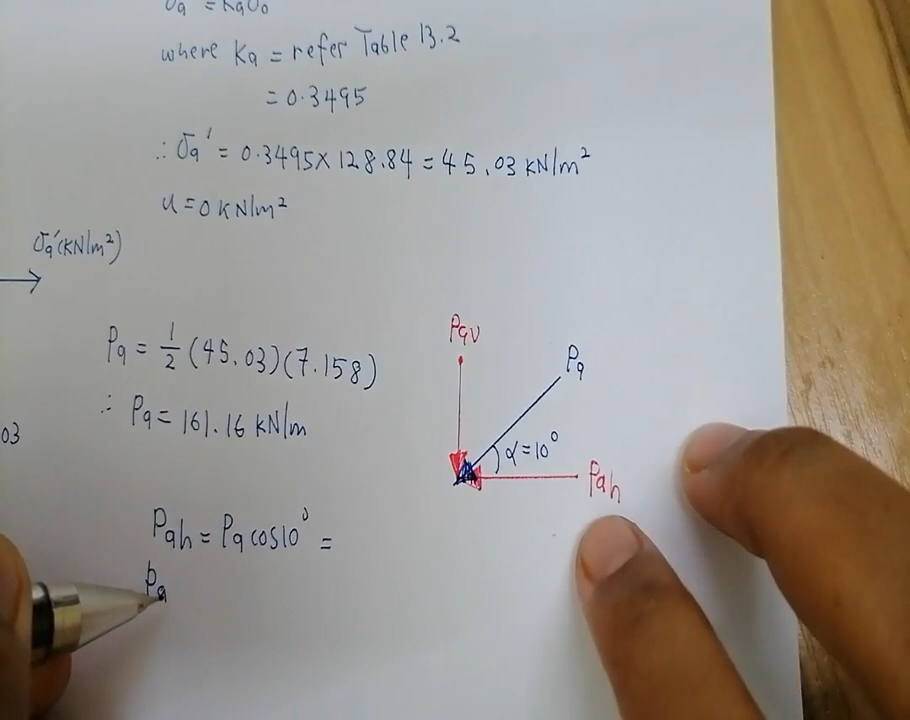 σa' = Kaσo
where Ka = refer Table 13.2
= 0.3495
∴ σa' = 0.3495 x 128.84 = 45.03 kN/m²
u = 0 kN/m²
σa' (kN/m²)
Pa = 1/2 (45.03)(7.158)
∴ Pa = 161.16 kN/m
03
Pav
Pa
α = 10°
Pah
Pah = Pa cos10° =
Pa